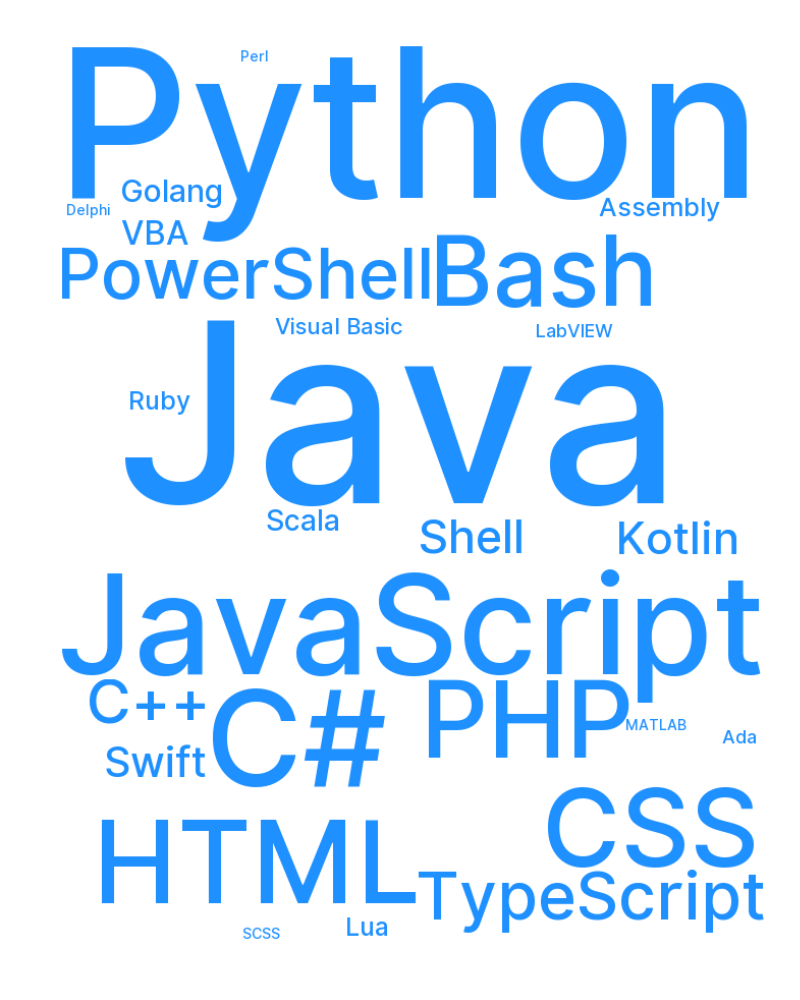 Perl
Python
Golang
Delphi
Assembly
VBA
PowerShell
Bash
Visual Basic
LabVIEW
Java
Ruby
Scala
Shell
Kotlin
JavaScript
C++
C#
PHP
MATLAB
Ada
Swift
CSS
HTML
TypeScript
Lua
SCSS